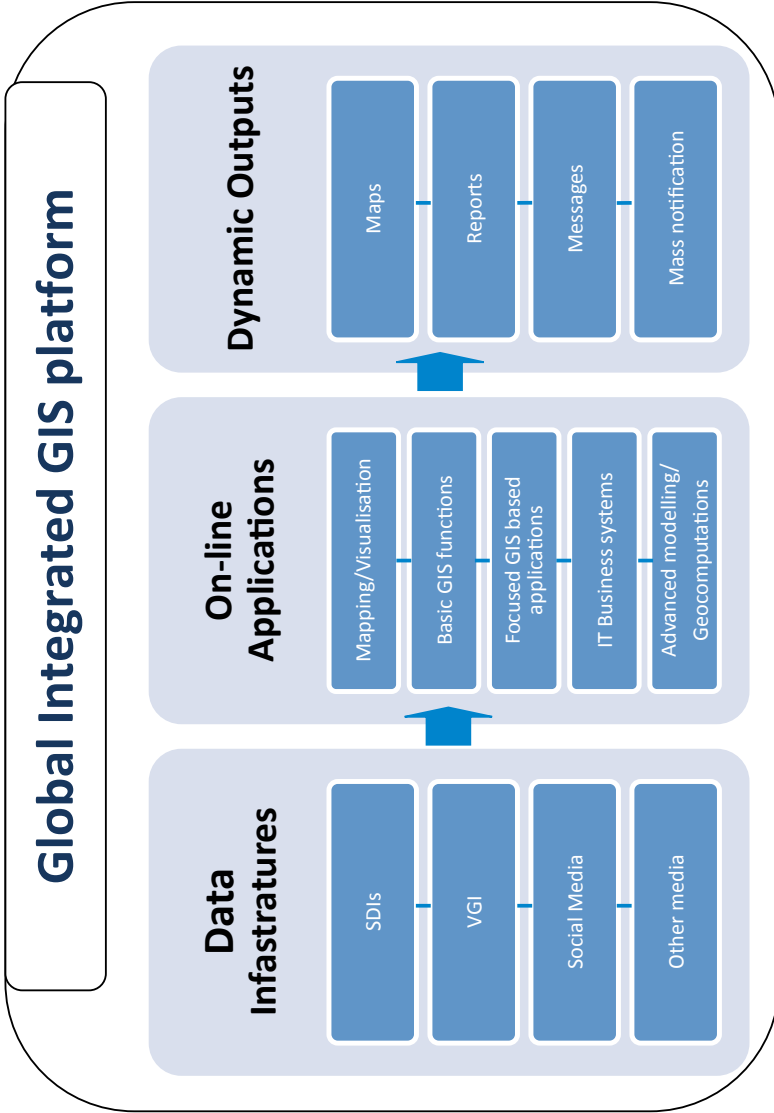 Global Integrated GIS platform
Data
Infastratures
SDIs
VGI
Social Media
Other media
On-line
Applications
Mapping/Visualisation
Basic GIS functions
Focused GIS based
applications
IT Business systems
Advanced modelling/
Geocomputations
Dynamic Outputs
Maps
Reports
Messages
Mass notification